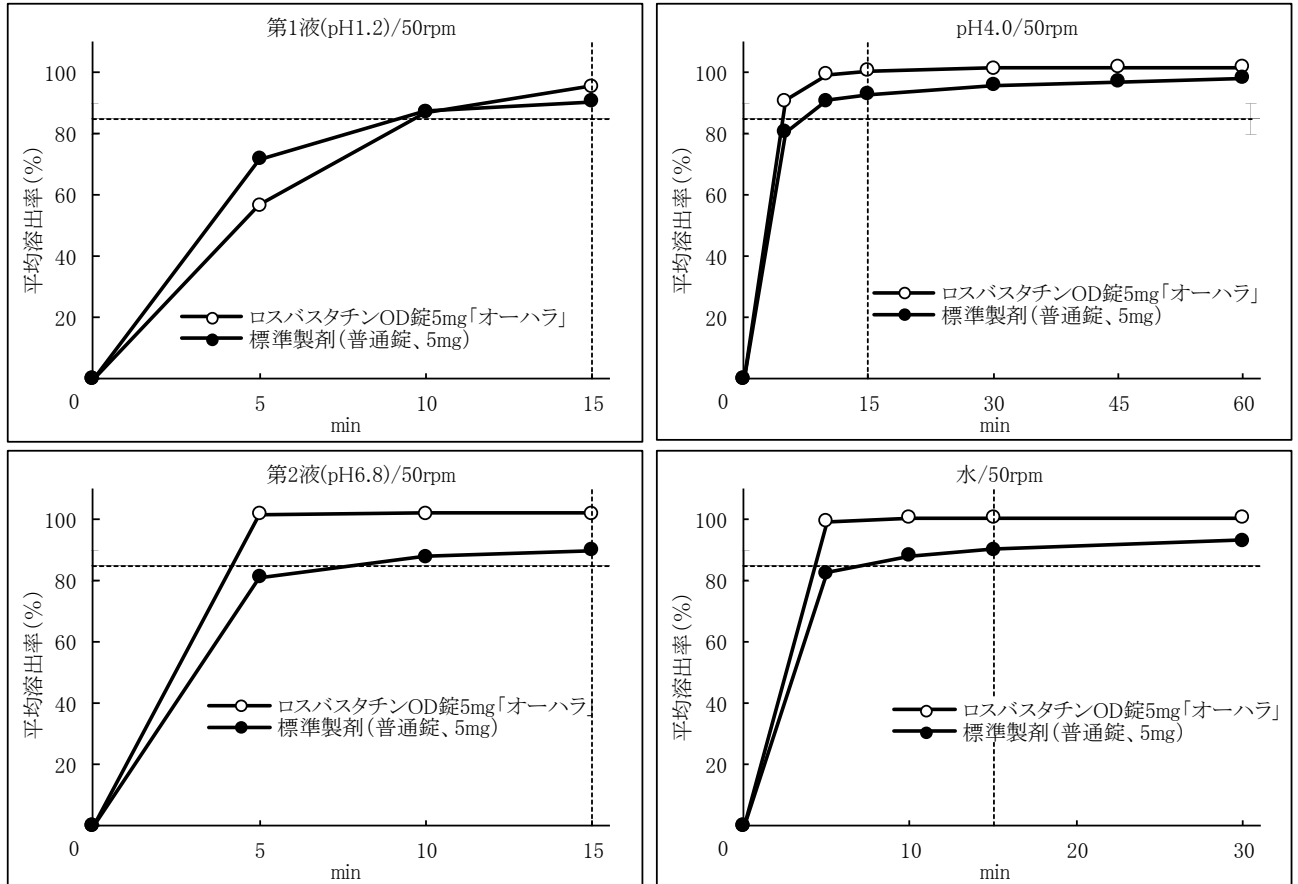 第1液(pH1.2)/50rpm
平均溶出率(%)
100
80
60
40
20
0
5
10
15
min
ロスバスタチンOD錠5mg「オーハラ」
標準製剤(普通錠、5mg)
pH4.0/50rpm
平均溶出率(%)
100
80
60
40
20
0
15
30
45
60
min
ロスバスタチンOD錠5mg「オーハラ」
標準製剤(普通錠、5mg)
第2液(pH6.8)/50rpm
平均溶出率(%)
100
80
60
40
20
0
5
10
15
min
ロスバスタチンOD錠5mg「オーハラ」
標準製剤(普通錠、5mg)
水/50rpm
平均溶出率(%)
100
80
60
40
20
0
10
20
30
min
ロスバスタチンOD錠5mg「オーハラ」
標準製剤(普通錠、5mg)